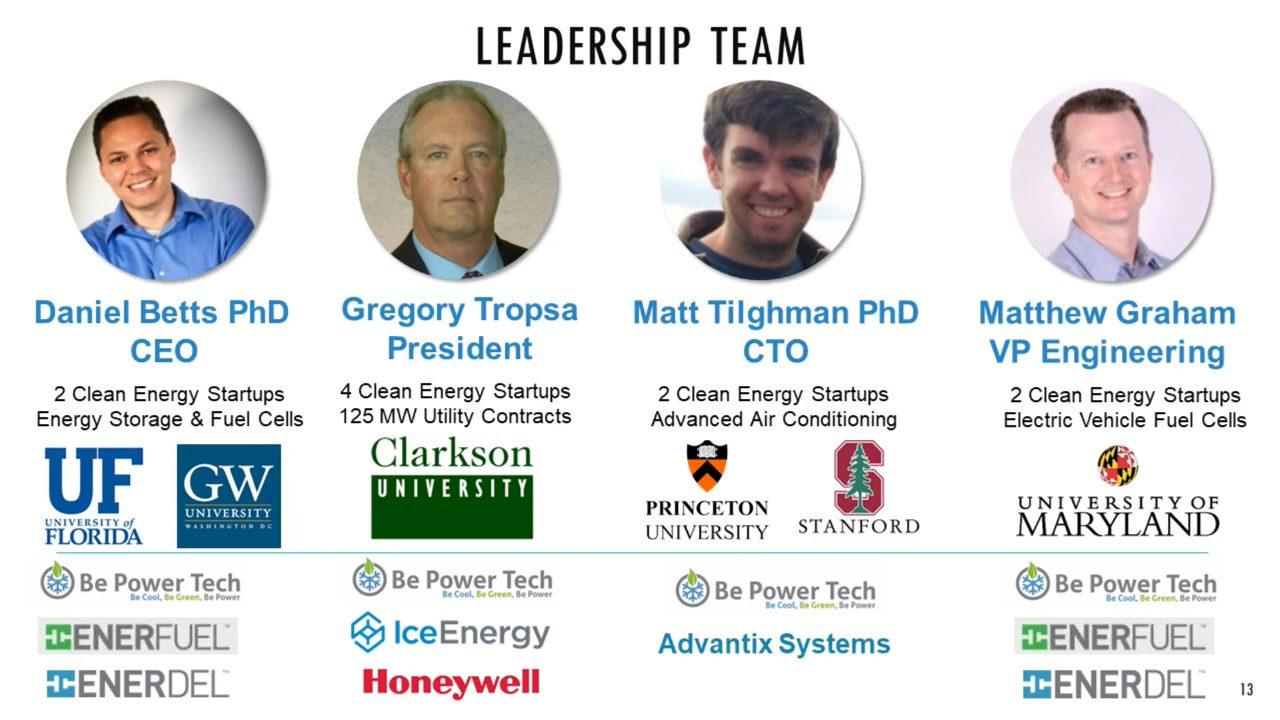 LEADERSHIP TEAM
Daniel Betts PhD
CEO
2 Clean Energy Startups
Energy Storage & Fuel Cells
UF
UNIVERSITY of
FLORIDA
GW
UNIVERSITY
WASHINGTON DC
Be Power Tech
Be Cool, Be Green, Be Power
ENERFUEL™
ENERDEL™
Gregory Tropsa
President
4 Clean Energy Startups
125 MW Utility Contracts
Clarkson
UNIVERSITY
Be Power Tech
Be Cool, Be Green, Be Power
IceEnergy
Honeywell
Matt Tilghman PhD
CTO
2 Clean Energy Startups
Advanced Air Conditioning
PRINCETON
UNIVERSITY
S
STANFORD
Be Power Tech
Be Cool, Be Green, Be Power
Advantix Systems
Matthew Graham
VP Engineering
2 Clean Energy Startups
Electric Vehicle Fuel Cells
UNIVERSITY OF
MARYLAND
Be Power Tech
Be Cool, Be Green, Be Power
ENERFUEL™
ENERDEL™
13